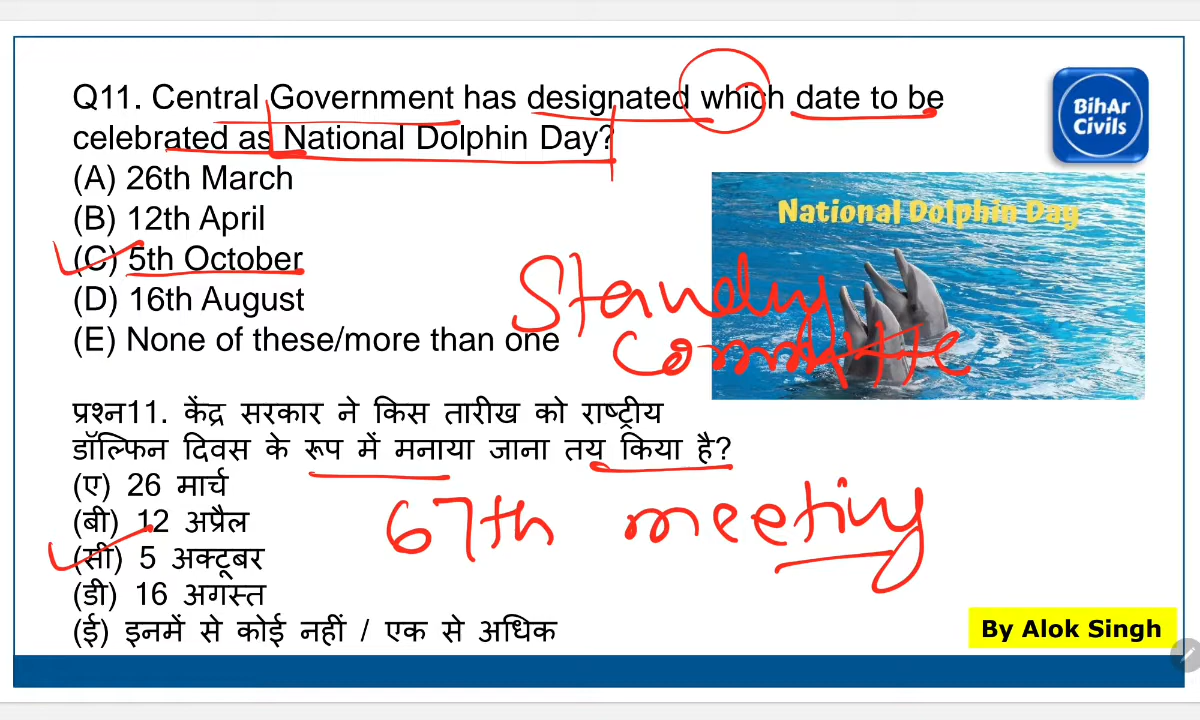 Q11. Central Government has designated which date to be
celebrated as National Dolphin Day?
(A) 26th March
(B) 12th April
(C) 5th October
(D) 16th August
(E) None of these/more than one
BihAr
Civils
National Dolphin Day
Standing
committe
प्रश्न11. केंद्र सरकार ने किस तारीख को राष्ट्रीय
डॉल्फिन दिवस के रूप में मनाया जाना तय किया है?
(ए) 26 मार्च
(बी) 12 अप्रैल
(सी) 5 अक्टूबर
(डी) 16 अगस्त
(ई) इनमें से कोई नहीं / एक से अधिक
67th meeting
By Alok Singh